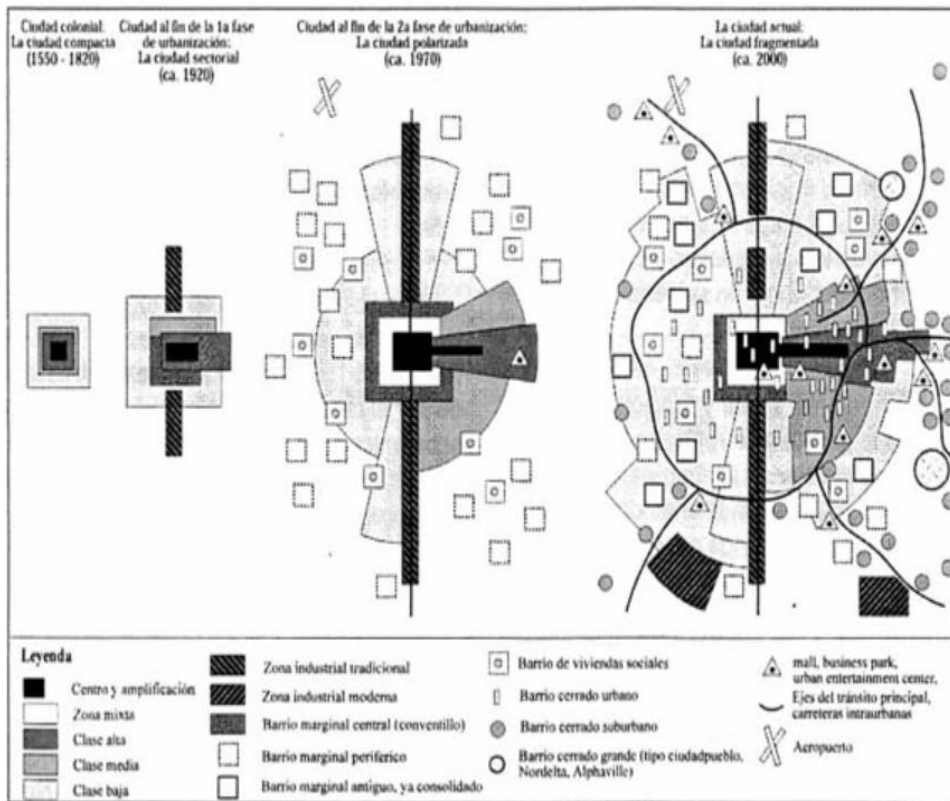 Ciudad colonial:
La ciudad compacta
(1550 - 1820)
Ciudad al fin de la 1a fase
de urbanización:
La ciudad sectorial
(ca. 1920)
Ciudad al fin de la 2a fase de urbanización:
La ciudad polarizada
(ca. 1970)
La ciudad actual:
La ciudad fragmentada
(ca. 2000)
Leyenda
Centro y amplificación
Zona mixta
Clase alta
Clase media
Clase baja
Zona industrial tradicional
Zona industrial moderna
Barrio marginal central (conventillo)
Barrio marginal periférico
Barrio marginal antiguo, ya consolidado
Barrio de viviendas sociales
Barrio cerrado urbano
Barrio cerrado suburbano
Barrio cerrado grande (tipo ciudadpueblo,
Nordelta, Alphaville)
mall, business park,
urban entertainment center,
Ejes del tránsito principal,
carreteras intraurbanas
Aeropuerto